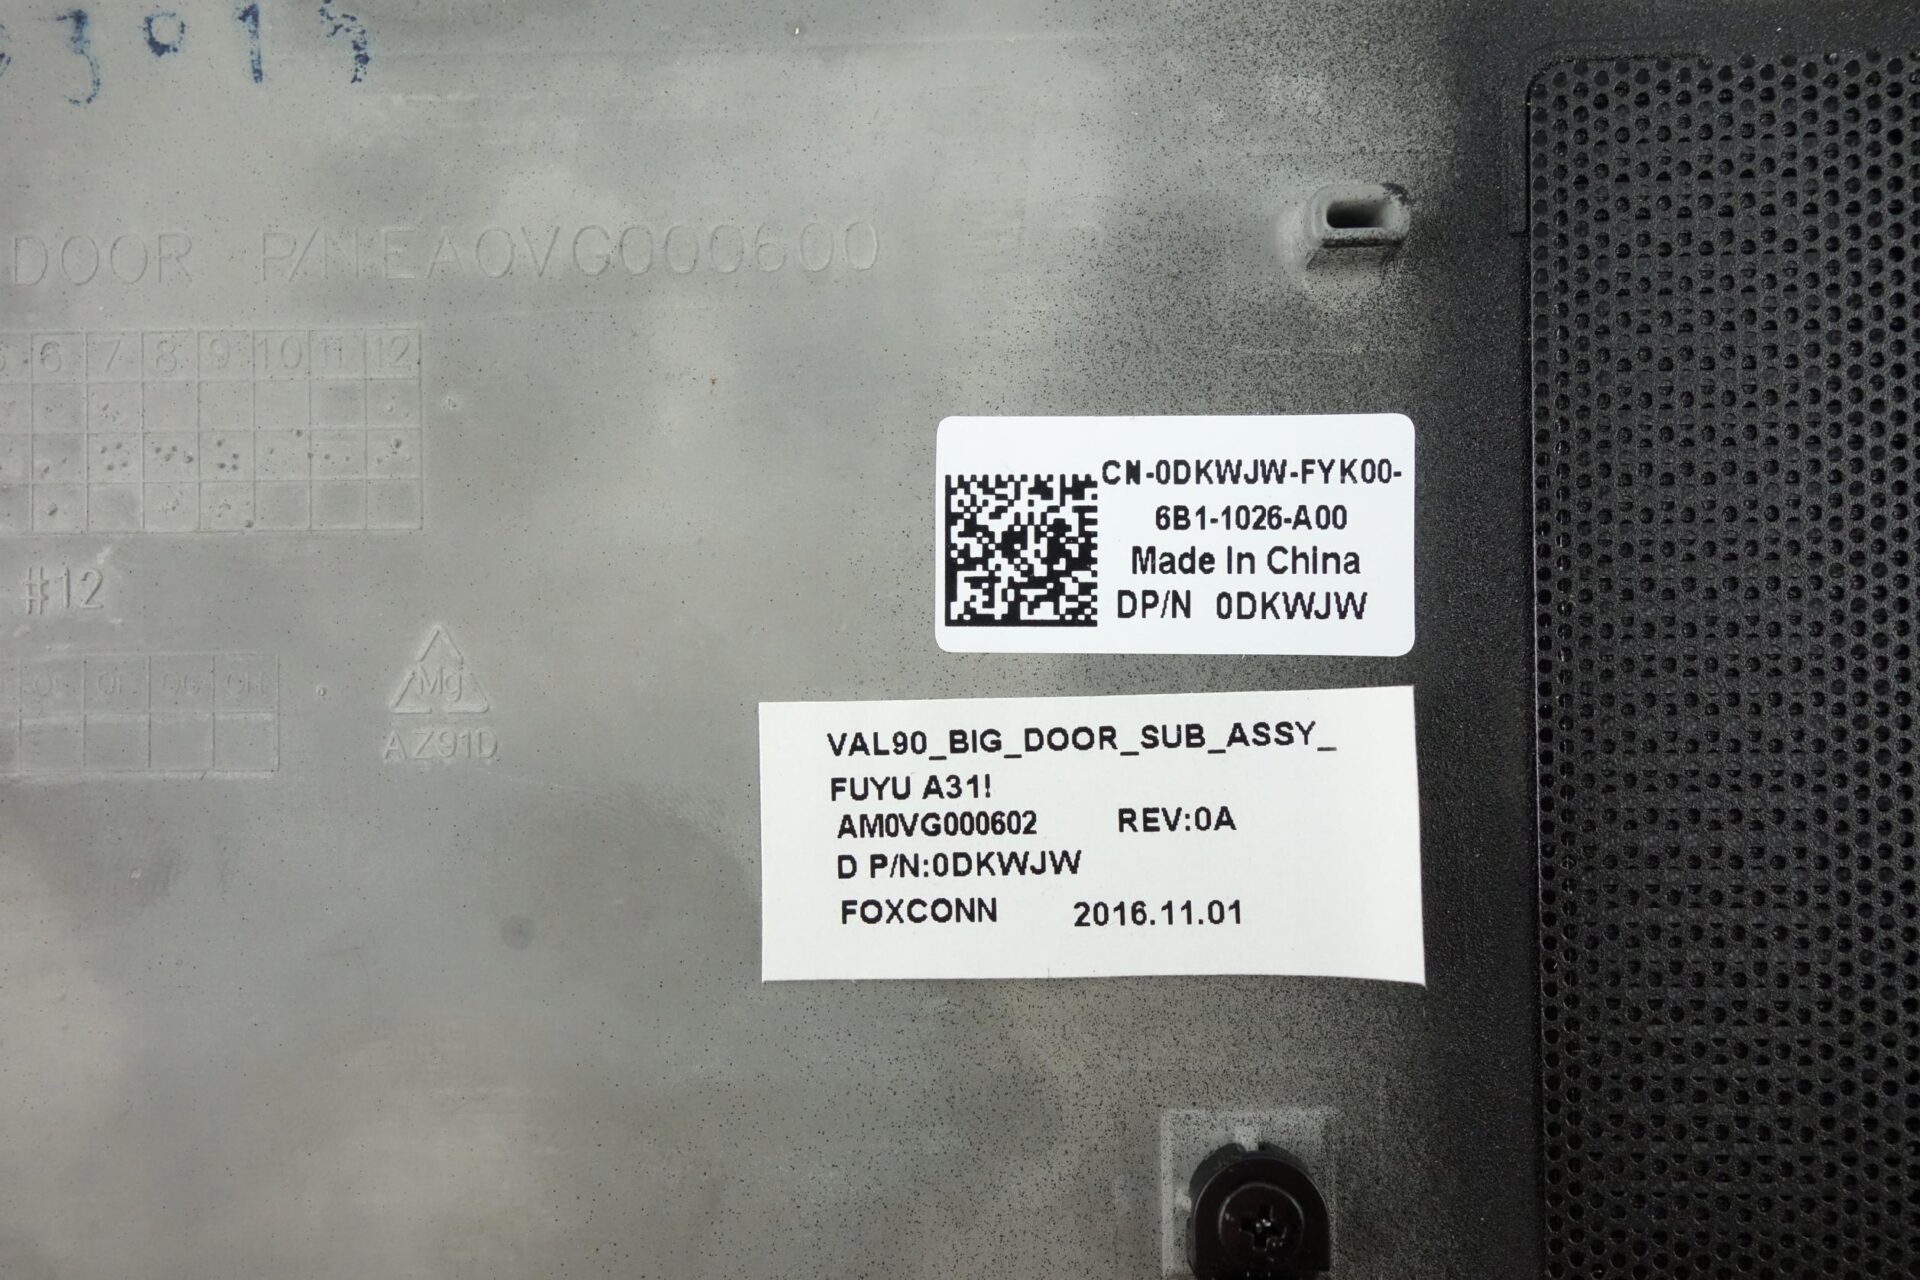 3013
DOOR P/N:EA0VG000600
6 7 8 9 10 11 12
CN-0DKWJW-FYK00-
6B1-1026-A00
Made In China
DP/N 0DKWJW
#12
Mg
AZ91D
VAL90_BIG_DOOR_SUB_ASSY_
FUYU A31!
AM0VG000602 REV:0A
D P/N:0DKWJW
FOXCONN 2016.11.01